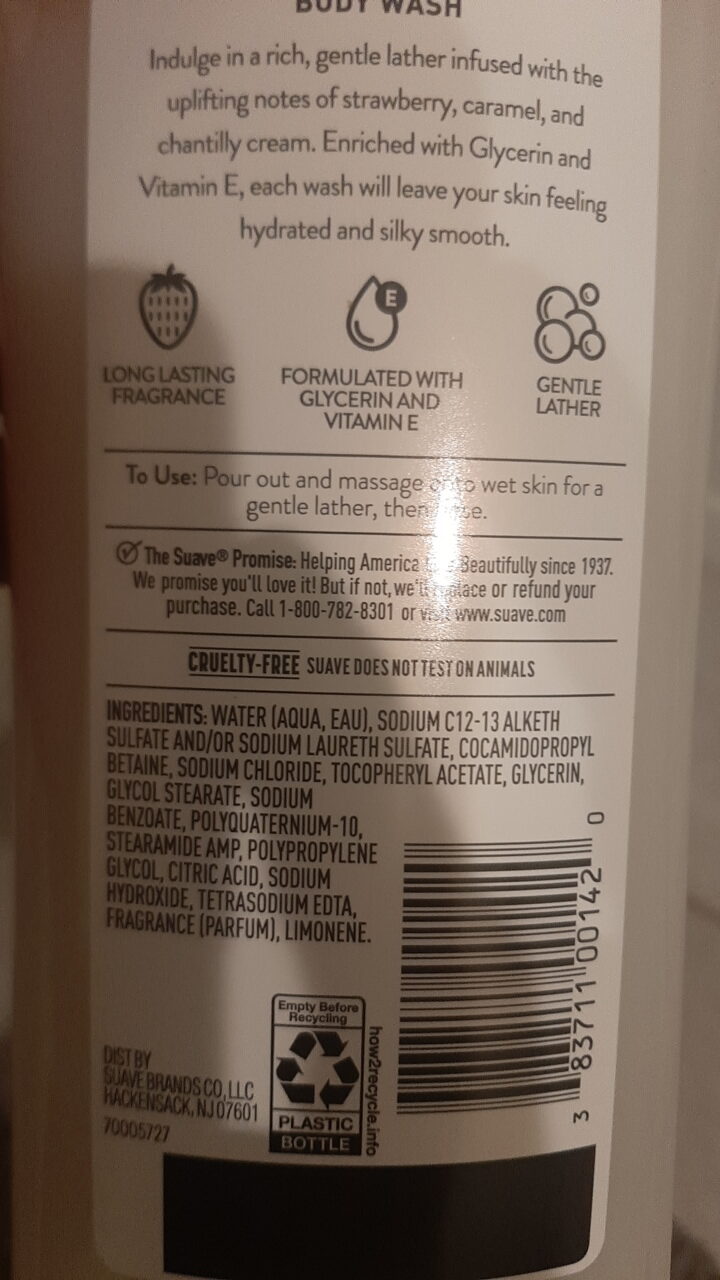 BODY WASH
Indulge in a rich, gentle lather infused with the
uplifting notes of strawberry, caramel, and
chantilly cream. Enriched with Glycerin and
Vitamin E, each wash will leave your skin feeling
hydrated and silky smooth.
E
LONG LASTING
FRAGRANCE
FORMULATED WITH
GLYCERIN AND
VITAMIN E
GENTLE
LATHER
To Use: Pour out and massage onto wet skin for a
gentle lather, then
The Suave® Promise: Helping America Beautifully since 1937.
We promise you'll love it! But if not, we'll replace or refund your
purchase. Call 1-800-782-8301 or visit www.suave.com
CRUELTY-FREE SUAVE DOES NOT TEST ON ANIMALS
INGREDIENTS: WATER (AQUA, EAU), SODIUM C12-13 ALKETH
SULFATE AND/OR SODIUM LAURETH SULFATE, COCAMIDOPROPYL
BETAINE, SODIUM CHLORIDE, TOCOPHERYL ACETATE, GLYCERIN,
GLYCOL STEARATE, SODIUM
BENZOATE, POLYQUATERNIUM-10,
STEARAMIDE AMP, POLYPROPYLENE
GLYCOL, CITRIC ACID, SODIUM
HYDROXIDE, TETRASODIUM EDTA,
FRAGRANCE (PARFUM), LIMONENE.
3 83711 00142 0
Empty Before
Recycling
PLASTIC
BOTTLE
how2recycle.info
DIST BY
SUAVE BRANDS CO, LLC
HACKENSACK, NJ 07601
70005727